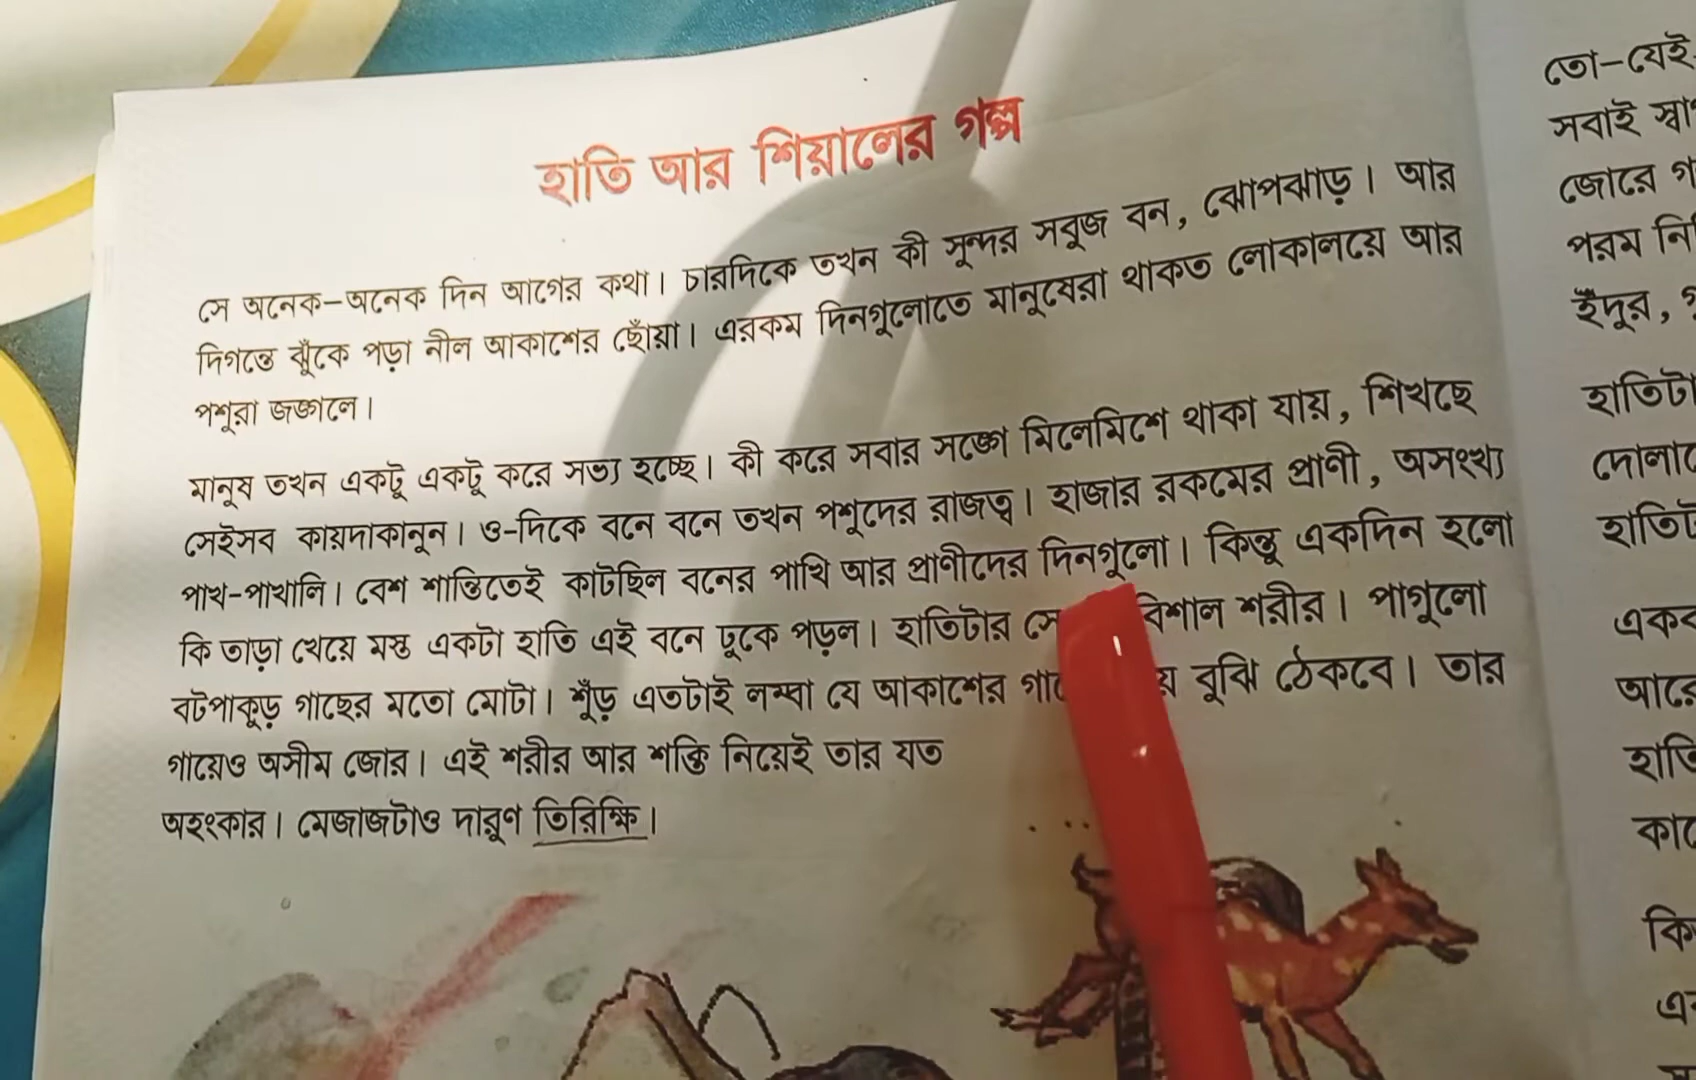 হাতি আর শিয়ালের গল্প
সে অনেক-অনেক দিন আগের কথা। চারদিকে তখন কী সুন্দর সবুজ বন, ঝোপঝাড়। আর
দিগন্তে ঝুঁকে পড়া নীল আকাশের ছোঁয়া। এরকম দিনগুলোতে মানুষেরা থাকত লোকালয়ে আর
পশুরা জঙ্গলে।
মানুষ তখন একটু একটু করে সভ্য হচ্ছে। কী করে সবার সঙ্গে মিলেমিশে থাকা যায়, শিখছে
সেইসব কায়দাকানুন। ও-দিকে বনে বনে তখন পশুদের রাজত্ব। হাজার রকমের প্রাণী, অসংখ্য
পাখ-পাখালি। বেশ শান্তিতেই কাটছিল বনের পাখি আর প্রাণীদের দিনগুলো। কিন্তু একদিন হলো
কি তাড়া খেয়ে মস্ত একটা হাতি এই বনে ঢুকে পড়ল। হাতিটার বিশাল শরীর। পাগুলো
বটপাকুড় গাছের মতো মোটা। শুঁড় এতটাই লম্বা যে আকাশের বুঝি ঠেকবে। তার
গায়েও অসীম জোর। এই শরীর আর শক্তি নিয়েই তার যত
অহংকার। মেজাজটাও দারুণ তিরিক্ষি।
তো-যেই
সবাই
জোরে
পরম
ইঁদুর,
হাতিটা